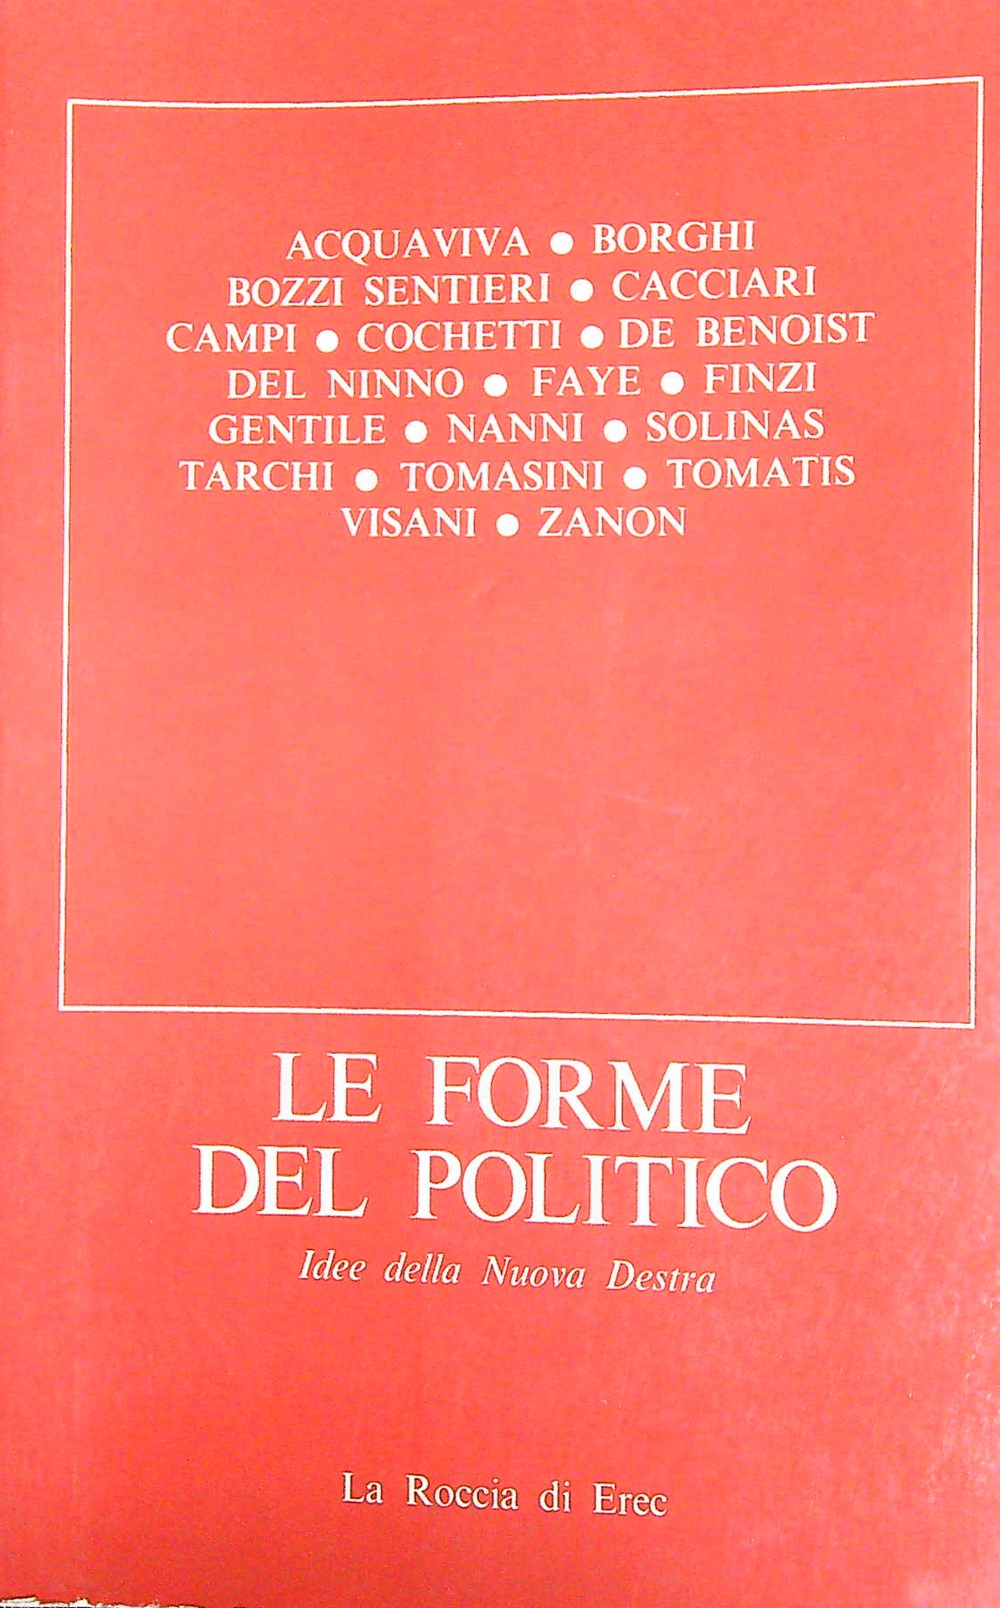 ACQUAVIVA ● BORGHI
BOZZI SENTIERI ● CACCIARI
CAMPI ● COCHETTI ● DE BENOIST
DEL NINNO ● FAYE ● FINZI
GENTILE ● NANNI ● SOLINAS
TARCHI ● TOMASINI ● TOMATIS
VISANI ● ZANON
LE FORME
DEL POLITICO
Idee della Nuova Destra
La Roccia di Erec